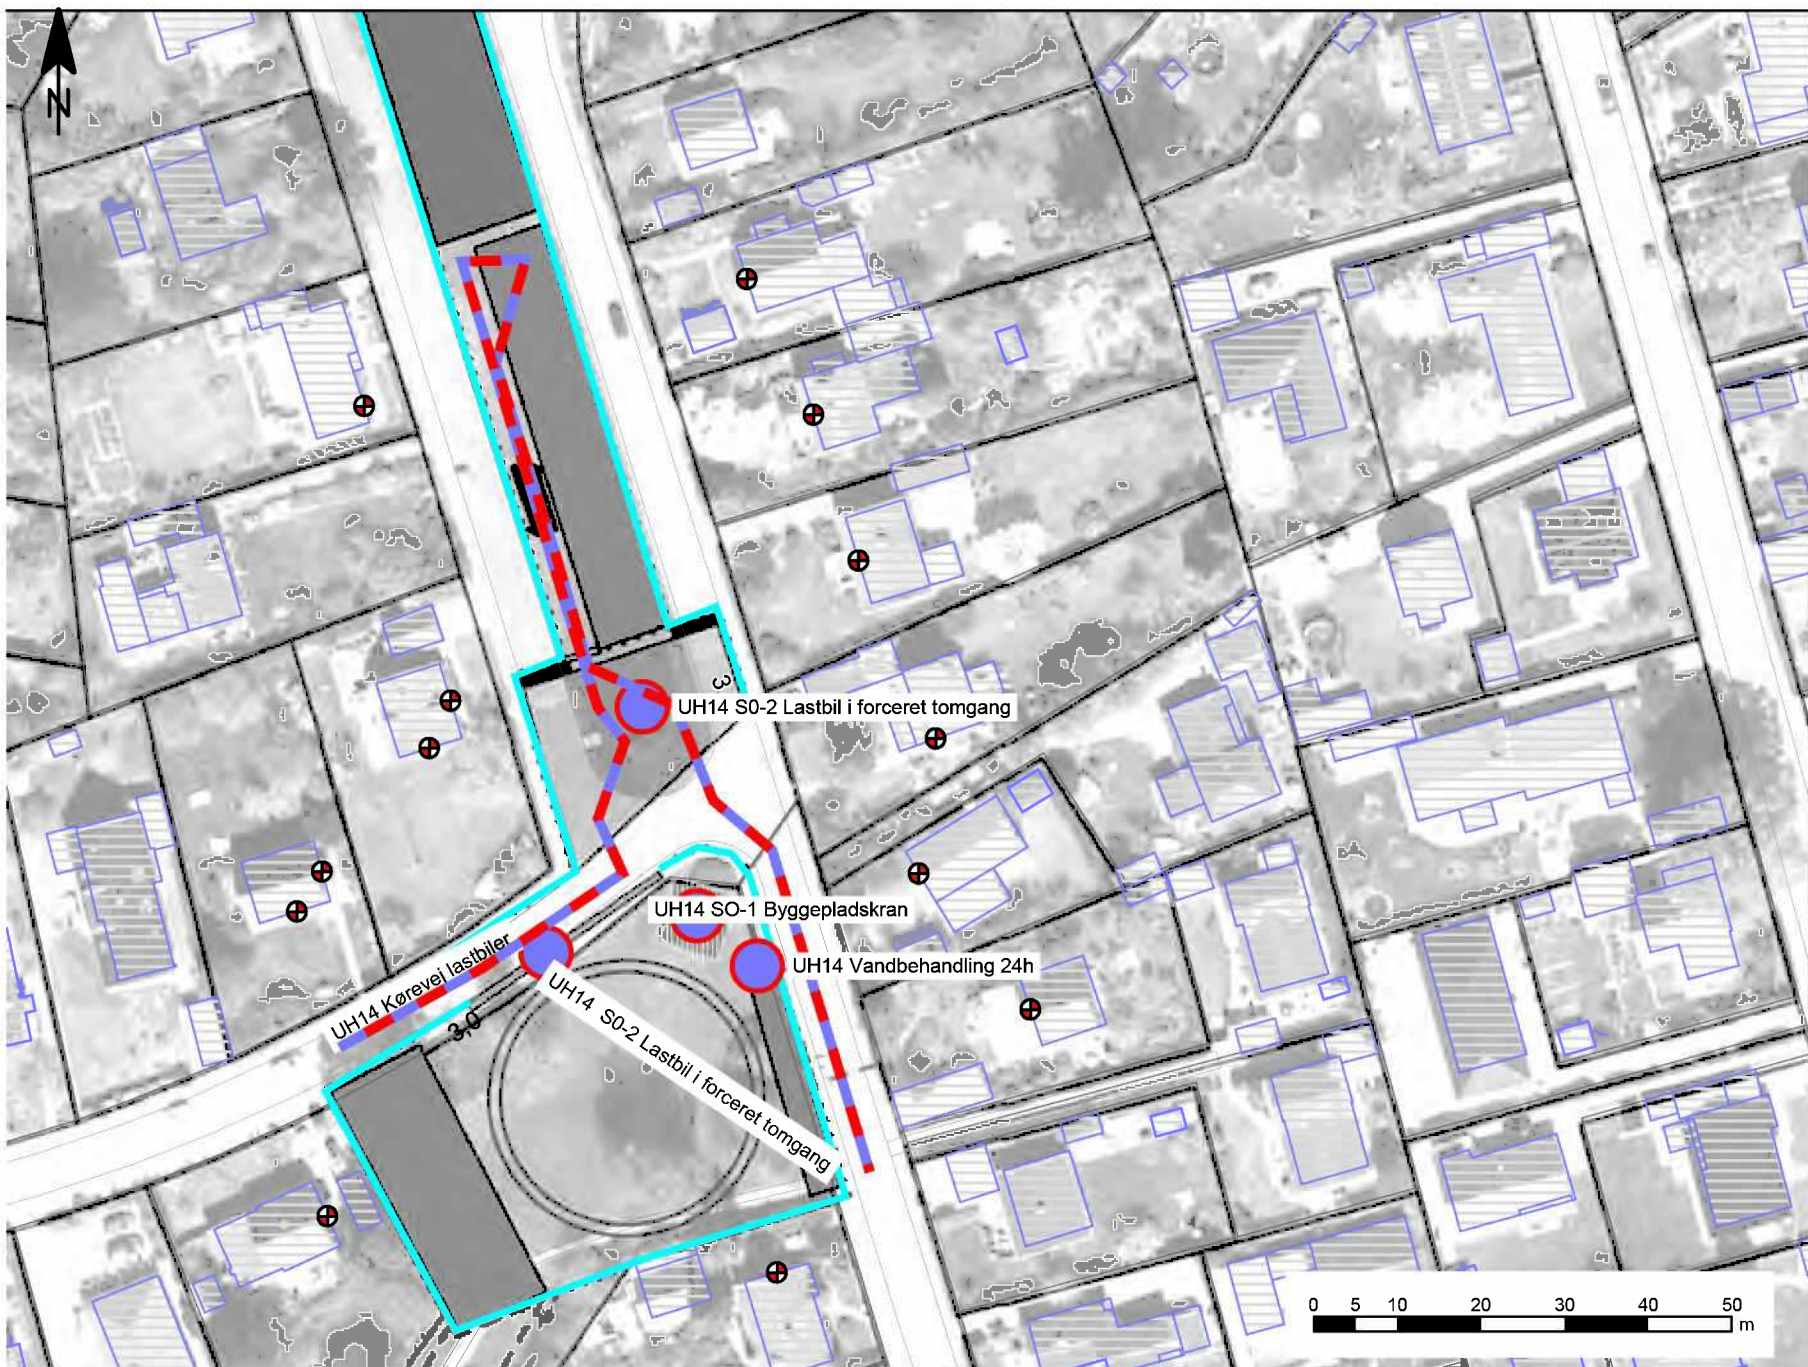 N
3
UH14 S0-2 Lastbil i forceret tomgang
UH14 SO-1 Byggepladskran
UH14 Vandbehandling 24h
UH14 Kørevej lastbiler
3,0
UH14 S0-2 Lastbil i forceret tomgang
0 5 10 20 30 40 50
m